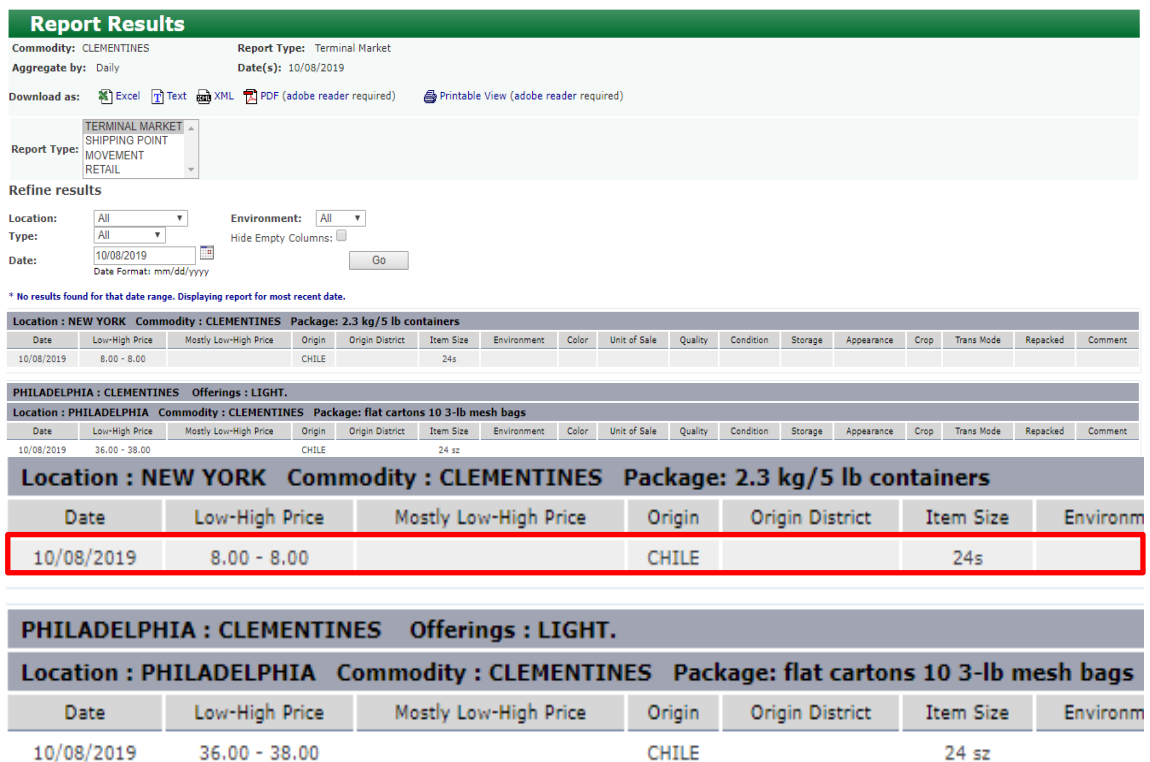 Report Results
Commodity: CLEMENTINES Report Type: Terminal Market
Aggregate by: Daily Date(s): 10/08/2019
Download as: Excel Text XML PDF (adobe reader required) Printable View (adobe reader required)
Report Type:
TERMINAL MARKET
SHIPPING POINT
MOVEMENT
RETAIL
Refine results
Location: All Environment: All
Type: All Hide Empty Columns:
Date: 10/08/2019 Go
Date Format: mm/dd/yyyy
* No results found for that date range. Displaying report for most recent date.
Location : NEW YORK Commodity : CLEMENTINES Package: 2.3 kg/5 lb containers
Date Low-High Price Mostly Low-High Price Origin Origin District Item Size Environment Color Unit of Sale Quality Condition Storage Appearance Crop Trans Mode Repacked Comment
10/08/2019 8.00 - 8.00 CHILE 24s
PHILADELPHIA : CLEMENTINES Offerings : LIGHT.
Location : PHILADELPHIA Commodity : CLEMENTINES Package: flat cartons 10 3-lb mesh bags
Date Low-High Price Mostly Low-High Price Origin Origin District Item Size Environment Color Unit of Sale Quality Condition Storage Appearance Crop Trans Mode Repacked Comment
10/08/2019 36.00 - 38.00 CHILE 24 sz
Location : NEW YORK Commodity : CLEMENTINES Package: 2.3 kg/5 lb containers
Date Low-High Price Mostly Low-High Price Origin Origin District Item Size Environm
10/08/2019 8.00 - 8.00 CHILE 24s
PHILADELPHIA : CLEMENTINES Offerings : LIGHT.
Location : PHILADELPHIA Commodity : CLEMENTINES Package: flat cartons 10 3-lb mesh bags
Date Low-High Price Mostly Low-High Price Origin Origin District Item Size Environm
10/08/2019 36.00 - 38.00 CHILE 24 sz